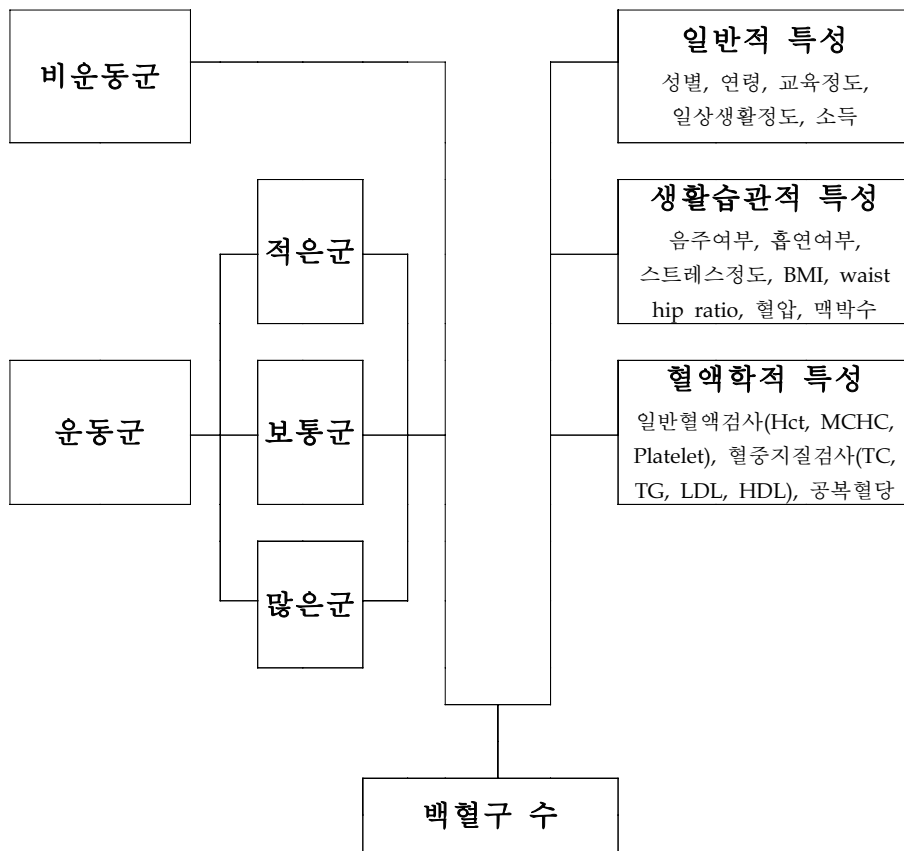 비운동군
운동군
적은군
보통군
많은군
일반적 특성
성별, 연령, 교육정도,
일상생활정도, 소득
생활습관적 특성
음주여부, 흡연여부,
스트레스정도, BMI, waist
hip ratio, 혈압, 맥박수
혈액학적 특성
일반혈액검사(Hct, MCHC,
Platelet), 혈중지질검사(TC,
TG, LDL, HDL), 공복혈당
백혈구 수